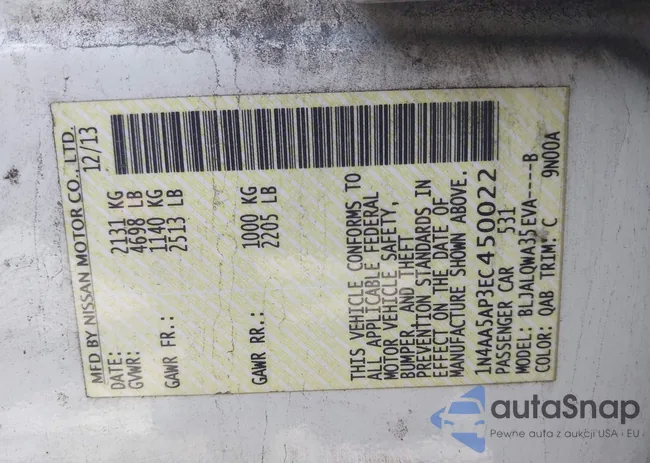 MFD BY NISSAN MOTOR CO., LTD.
DATE: 12/13
GVWR: 2131 KG
4698 LB
GAWR FR.: 1140 KG
2513 LB
GAWR RR.: 1000 KG
2205 LB
THIS VEHICLE CONFORMS TO
ALL APPLICABLE FEDERAL
MOTOR VEHICLE SAFETY,
BUMPER, AND THEFT
PREVENTION STANDARDS IN
EFFECT ON THE DATE OF
MANUFACTURE SHOWN ABOVE.
1N4AA5AP3EC450022
PASSENGER CAR 531
MODEL: BLJALQWA35EVA----B
COLOR: QAB TRIM: C 9N00A
autaSnap
Pewne auta z aukcji USA i EU